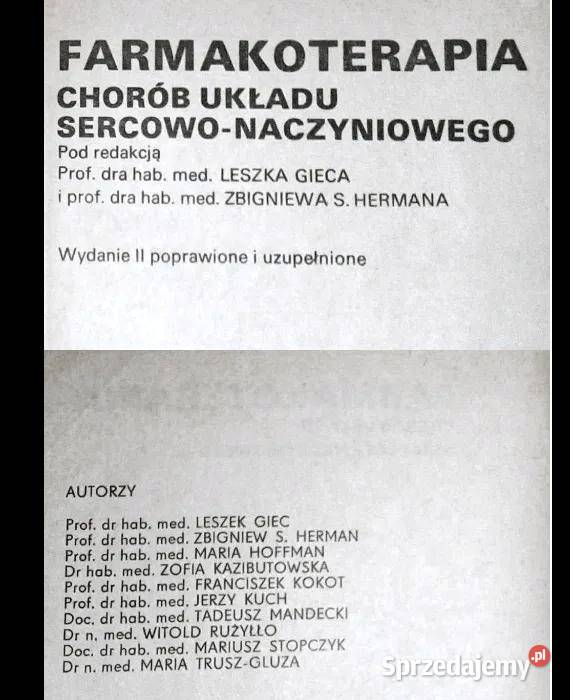 FARMAKOTERAPIA
CHORÓB UKŁADU
SERCOWO-NACZYNIOWEGO
Pod redakcją
Prof. dra hab. med. LESZKA GIECA
i prof. dra hab. med. ZBIGNIEWA S. HERMANA
Wydanie II poprawione i uzupełnione
AUTORZY
Prof. dr hab. med. LESZEK GIEC
Prof. dr hab. med. ZBIGNIEW S. HERMAN
Prof. dr hab. med. MARIA HOFFMAN
Dr hab. med. ZOFIA KAZIBUTOWSKA
Prof. dr hab. med. FRANCISZEK KOKOT
Prof. dr hab. med. JERZY KUCH
Doc. dr hab. med. TADEUSZ MANDECKI
Dr n. med. WITOLD RUŻYŁŁO
Doc. dr hab. med. MARIUSZ STOPCZYK
Dr n. med. MARIA TRUSZ-GLUZA
Sprzedajemy.pl